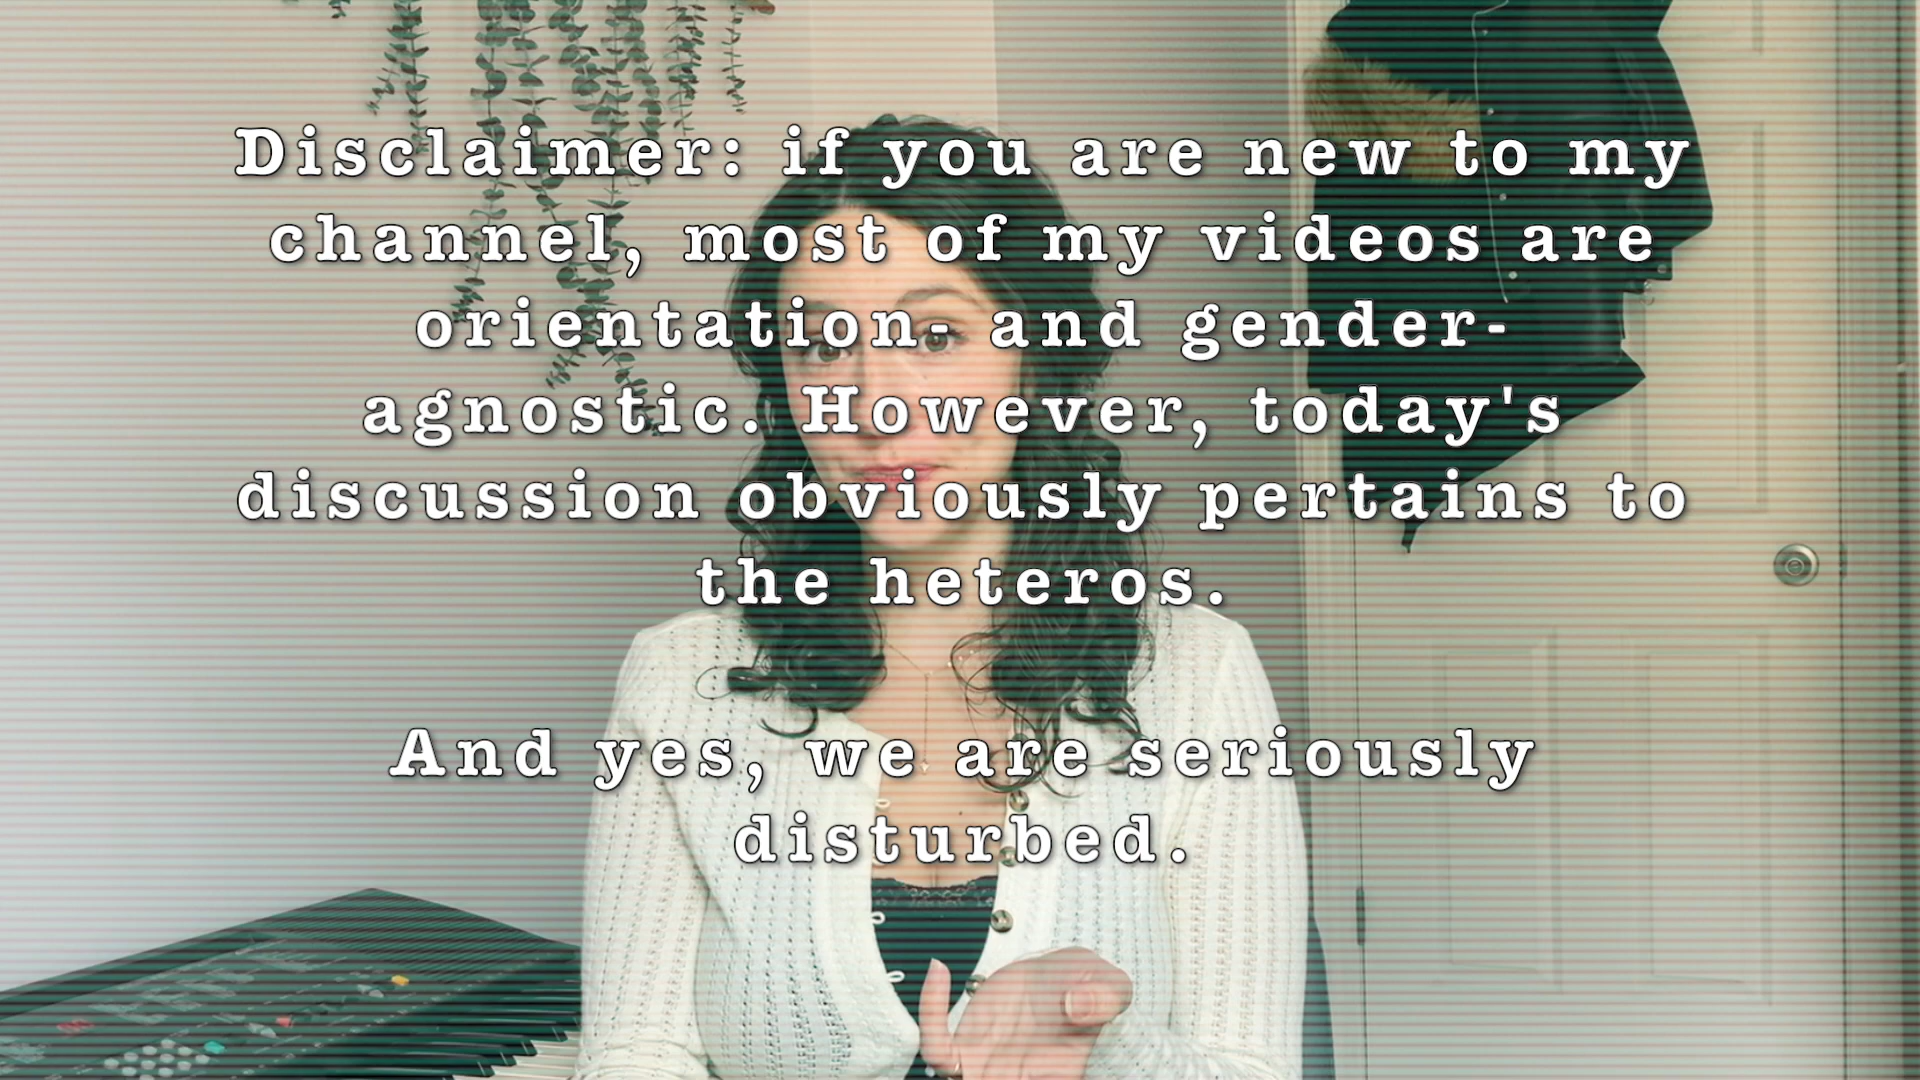 Disclaimer: if you are new to my
channel, most of my videos are
orientation- and gender-
agnostic. However, today's
discussion obviously pertains to
the heteros.
And yes, we are seriously
disturbed.